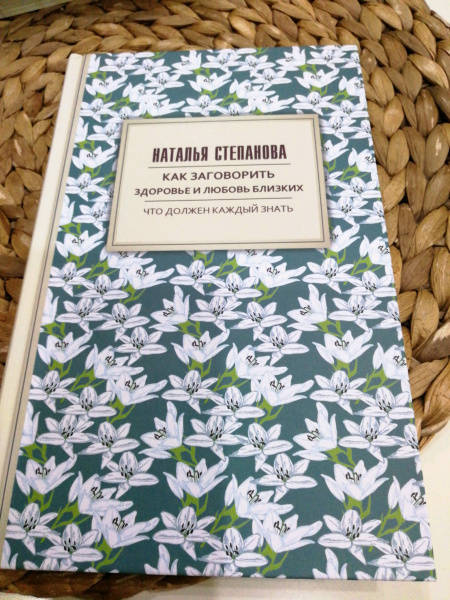 НАТАЛЬЯ СТЕПАНОВА
КАК ЗАГОВОРИТЬ
ЗДОРОВЬЕ И ЛЮБОВЬ БЛИЗКИХ
ЧТО ДОЛЖЕН КАЖДЫЙ ЗНАТЬ